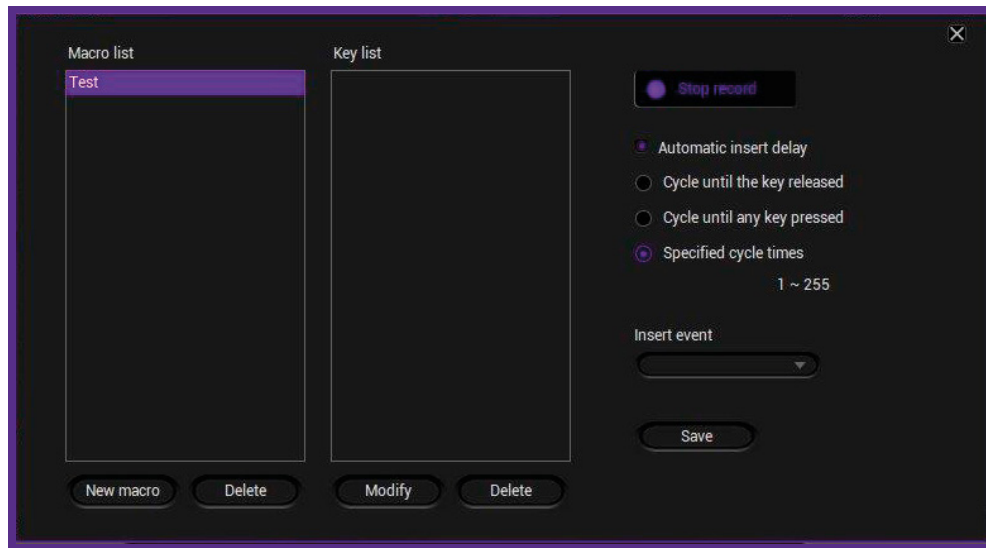 Macro list
Key list
Test
Stop record
Automatic insert delay
Cycle until the key released
Cycle until any key pressed
Specified cycle times
1 ~ 255
Insert event
Save
New macro
Delete
Modify
Delete